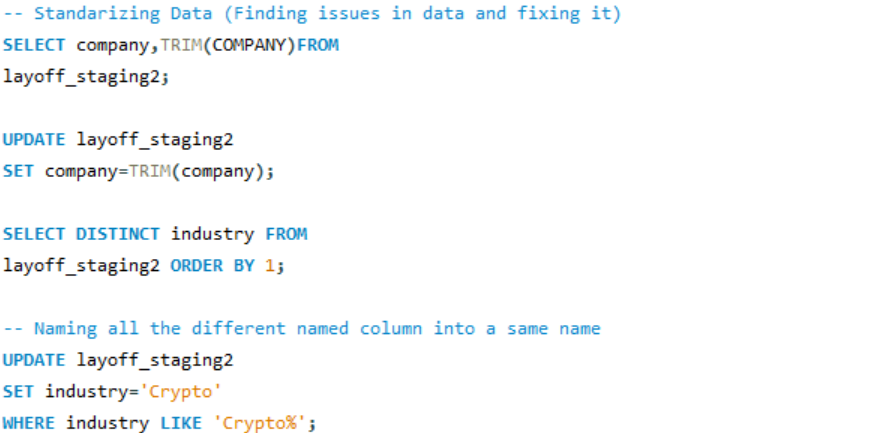 -- Standarizing Data (Finding issues in data and fixing it)
SELECT company,TRIM(COMPANY)FROM
layoff_staging2;
UPDATE layoff_staging2
SET company=TRIM(company);
SELECT DISTINCT industry FROM
layoff_staging2 ORDER BY 1;
-- Naming all the different named column into a same name
UPDATE layoff_staging2
SET industry='Crypto'
WHERE industry LIKE 'Crypto%';